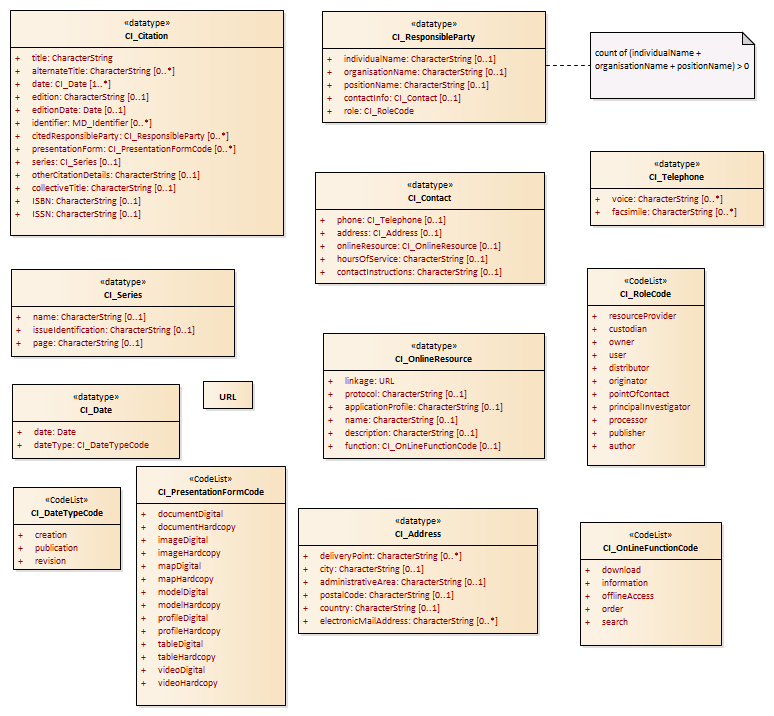 «datatype»
CI_Citation
+ title: CharacterString
+ alternateTitle: CharacterString [0..*]
+ date: CI_Date [1..*]
+ edition: CharacterString [0..1]
+ editionDate: Date [0..1]
+ identifier: MD_Identifier [0..*]
+ citedResponsibleParty: CI_ResponsibleParty [0..*]
+ presentationForm: CI_PresentationFormCode [0..*]
+ series: CI_Series [0..1]
+ otherCitationDetails: CharacterString [0..1]
+ collectiveTitle: CharacterString [0..1]
+ ISBN: CharacterString [0..1]
+ ISSN: CharacterString [0..1]
«datatype»
CI_ResponsibleParty
+ individualName: CharacterString [0..1]
+ organisationName: CharacterString [0..1]
+ positionName: CharacterString [0..1]
+ contactInfo: CI_Contact [0..1]
+ role: CI_RoleCode
count of (individualName +
organisationName + positionName) > 0
«datatype»
CI_Telephone
+ voice: CharacterString [0..*]
+ facsimile: CharacterString [0..*]
«datatype»
CI_Contact
+ phone: CI_Telephone [0..1]
+ address: CI_Address [0..1]
+ onlineResource: CI_OnlineResource [0..1]
+ hoursOfService: CharacterString [0..1]
+ contactInstructions: CharacterString [0..1]
«datatype»
CI_Series
+ name: CharacterString [0..1]
+ issueIdentification: CharacterString [0..1]
+ page: CharacterString [0..1]
«CodeList»
CI_RoleCode
+ resourceProvider
+ custodian
+ owner
+ user
+ distributor
+ originator
+ pointOfContact
+ principalInvestigator
+ processor
+ publisher
+ author
«datatype»
CI_OnlineResource
+ linkage: URL
+ protocol: CharacterString [0..1]
+ applicationProfile: CharacterString [0..1]
+ name: CharacterString [0..1]
+ description: CharacterString [0..1]
+ function: CI_OnLineFunctionCode [0..1]
«datatype»
CI_Date
+ date: Date
+ dateType: CI_DateTypeCode
URL
«CodeList»
CI_DateTypeCode
+ creation
+ publication
+ revision
«CodeList»
CI_PresentationFormCode
+ documentDigital
+ documentHardcopy
+ imageDigital
+ imageHardcopy
+ mapDigital
+ mapHardcopy
+ modelDigital
+ modelHardcopy
+ profileDigital
+ profileHardcopy
+ tableDigital
+ tableHardcopy
+ videoDigital
+ videoHardcopy
«datatype»
CI_Address
+ deliveryPoint: CharacterString [0..*]
+ city: CharacterString [0..1]
+ administrativeArea: CharacterString [0..1]
+ postalCode: CharacterString [0..1]
+ country: CharacterString [0..1]
+ electronicMailAddress: CharacterString [0..*]
«CodeList»
CI_OnLineFunctionCode
+ download
+ information
+ offlineAccess
+ order
+ search